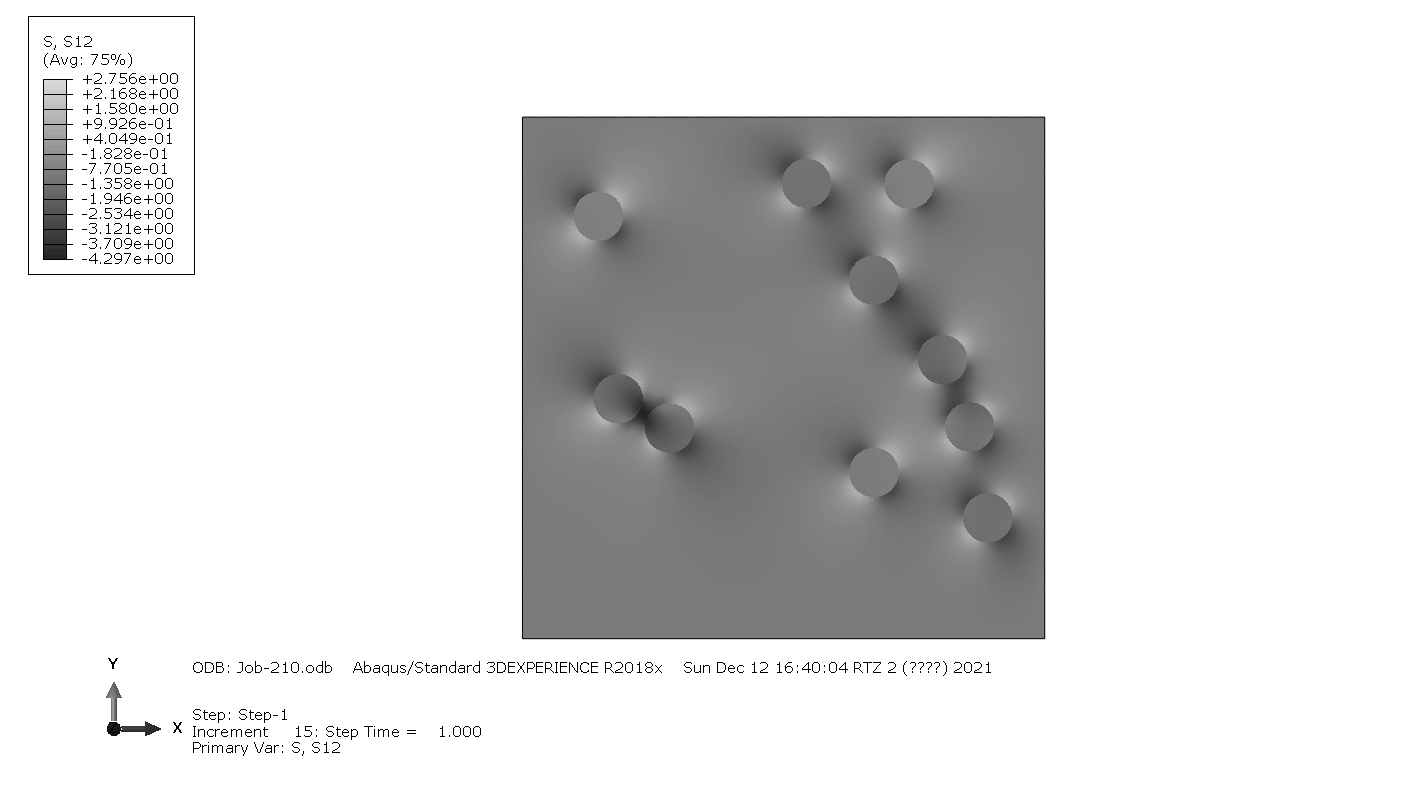 S, S12
(Avg: 75%)
+2.756e+00
+2.168e+00
+1.580e+00
+9.926e-01
+4.049e-01
-1.828e-01
-7.705e-01
-1.358e+00
-1.946e+00
-2.534e+00
-3.121e+00
-3.709e+00
-4.297e+00
Y
X
ODB: Job-210.odb    Abaqus/Standard 3DEXPERIENCE R2018x    Sun Dec 12 16:40:04 RTZ 2 (????) 2021
Step: Step-1
Increment     15: Step Time =    1.000
Primary Var: S, S12